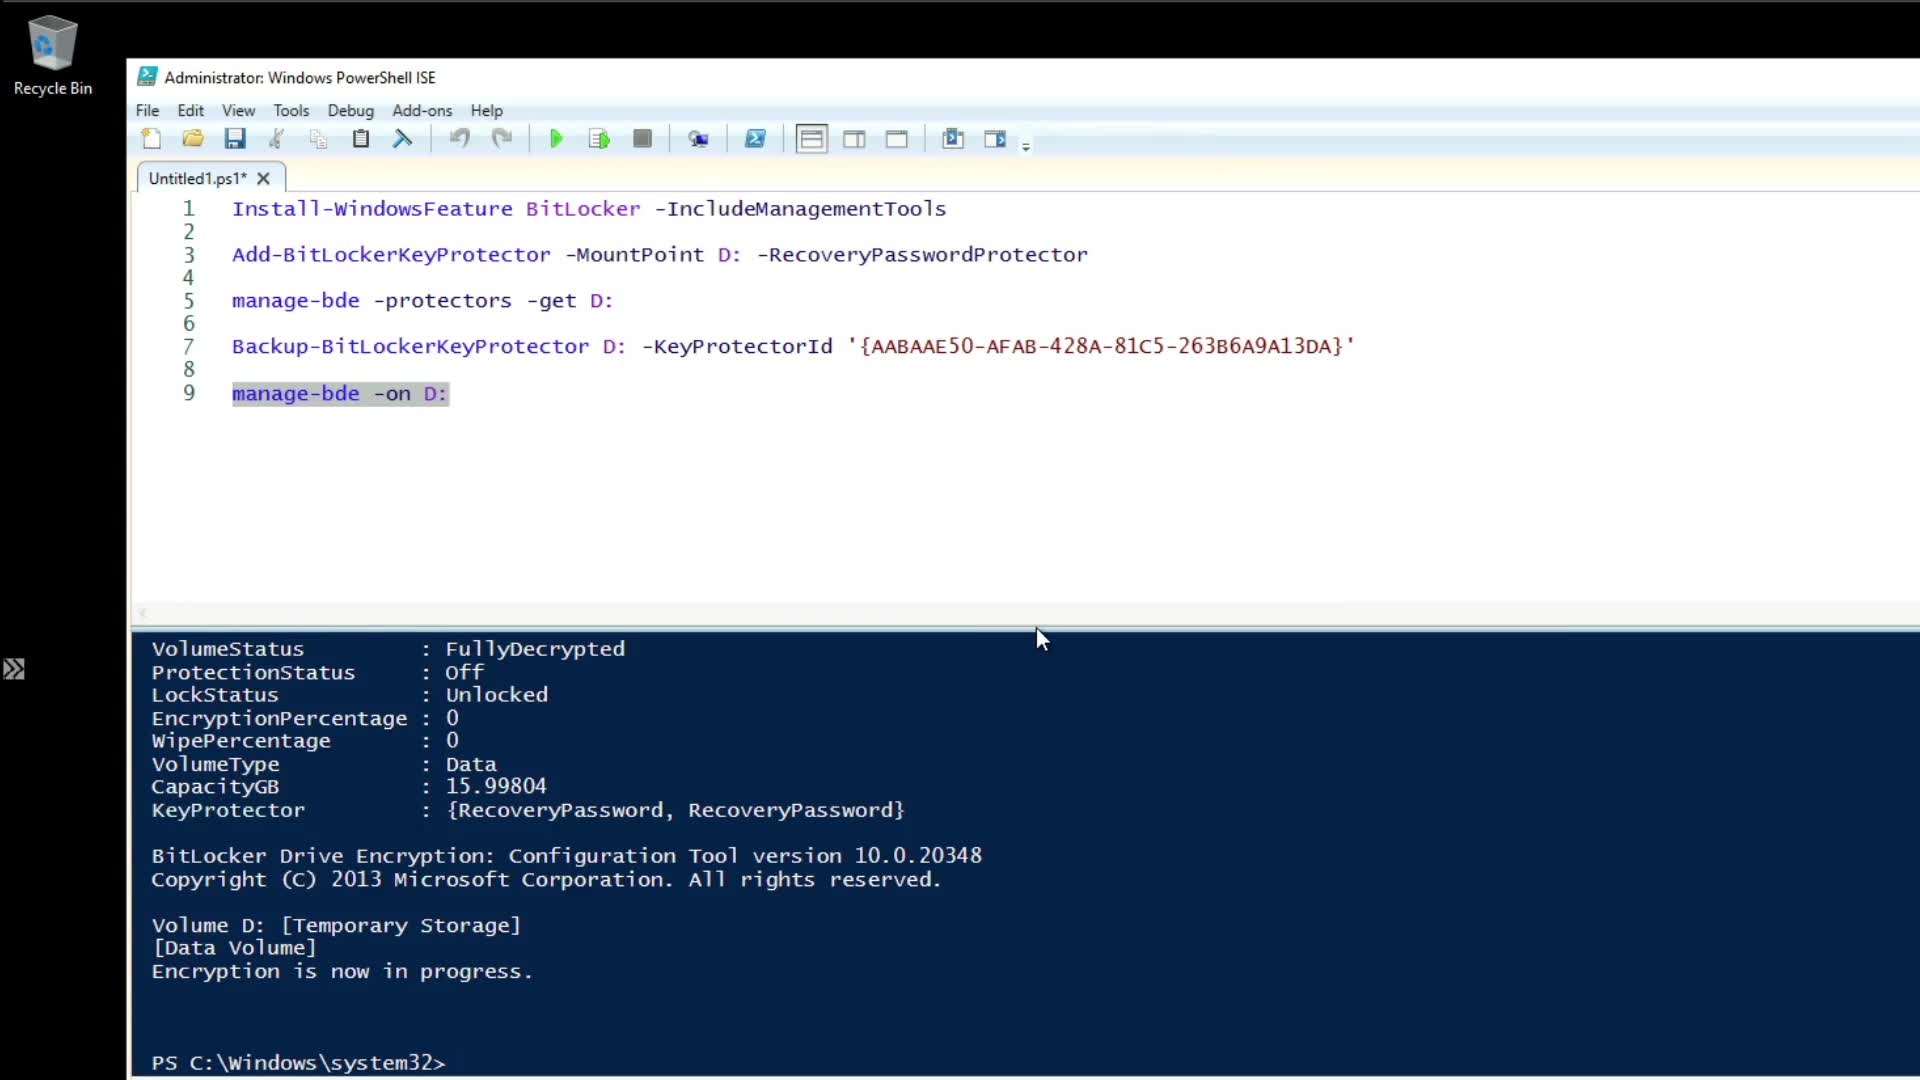 Recycle Bin
Administrator: Windows PowerShell ISE
File Edit View Tools Debug Add-ons Help
Untitled1.ps1*
1 Install-WindowsFeature BitLocker -IncludeManagementTools
2
3 Add-BitLockerKeyProtector -MountPoint D: -RecoveryPasswordProtector
4
5 manage-bde -protectors -get D:
6
7 Backup-BitLockerKeyProtector D: -KeyProtectorId '{AABAAE50-AFAB-428A-81C5-263B6A9A13DA}'
8
9 manage-bde -on D:
VolumeStatus : FullyDecrypted
ProtectionStatus : Off
LockStatus : Unlocked
EncryptionPercentage : 0
WipePercentage : 0
VolumeType : Data
CapacityGB : 15.99804
KeyProtector : {RecoveryPassword, RecoveryPassword}
BitLocker Drive Encryption: Configuration Tool version 10.0.20348
Copyright (C) 2013 Microsoft Corporation. All rights reserved.
Volume D: [Temporary Storage]
[Data Volume]
Encryption is now in progress.
PS C:\Windows\system32>